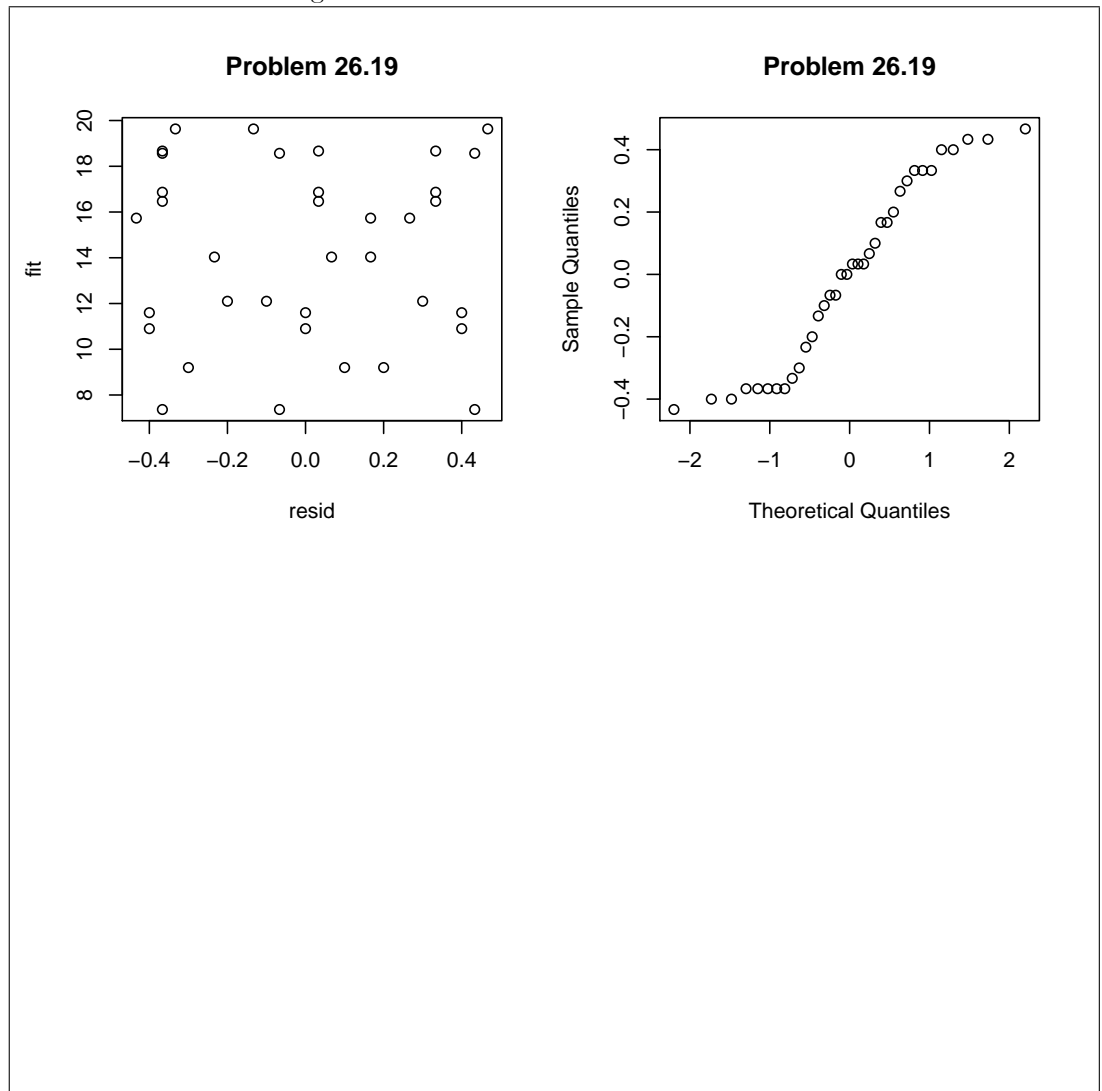 Problem 26.19
fit
8 10 12 14 16 18 20
−0.4 −0.2 0.0 0.2 0.4
resid
Problem 26.19
Sample Quantiles
−0.4 −0.2 0.0 0.2 0.4
−2 −1 0 1 2
Theoretical Quantiles